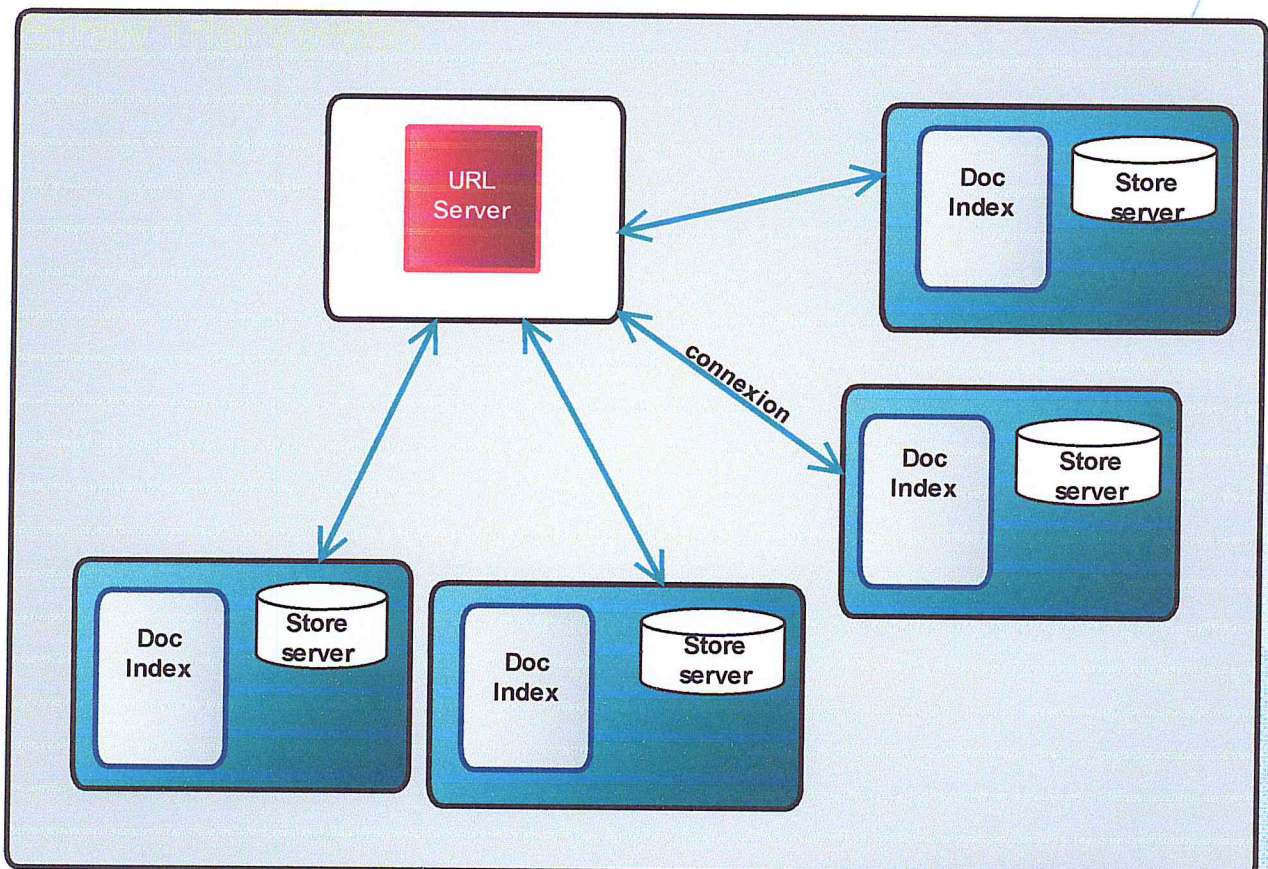 URL
Server
Doc
Index
Store
server
connexion
Doc
Index
Store
server
Doc
Index
Store
server
Doc
Index
Store
server